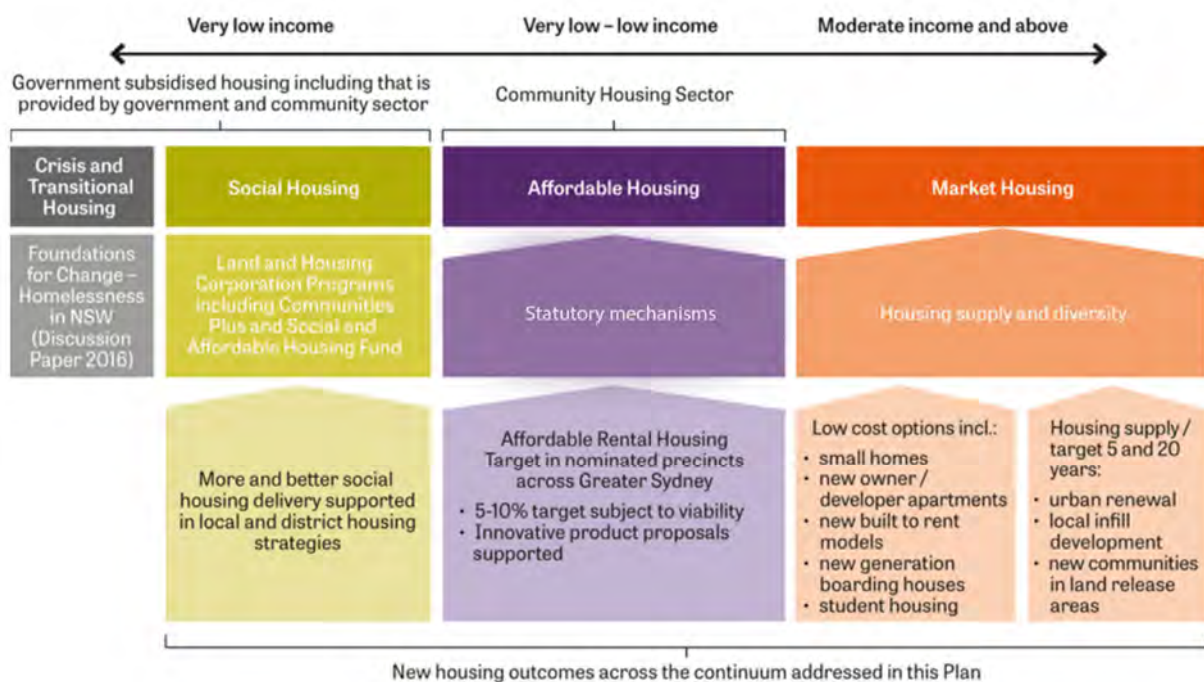 Very low income
Very low – low income
Moderate income and above
Government subsidised housing including that is
provided by government and community sector
Community Housing Sector
Crisis and
Transitional
Housing
Social Housing
Affordable Housing
Market Housing
Foundations
for Change –
Homelessness
in NSW
(Discussion
Paper 2016)
Land and Housing
Corporation Programs
including Communities
Plus and Social and
Affordable Housing Fund
Statutory mechanisms
Housing supply and diversity
More and better social
housing delivery supported
in local and district housing
strategies
Affordable Rental Housing
Target in nominated precincts
across Greater Sydney
• 5-10% target subject to viability
• Innovative product proposals
supported
Low cost options incl.:
• small homes
• new owner /
developer apartments
• new built to rent
models
• new generation
boarding houses
• student housing
Housing supply /
target 5 and 20
years:
• urban renewal
• local infill
development
• new communities
in land release
areas
New housing outcomes across the continuum addressed in this Plan